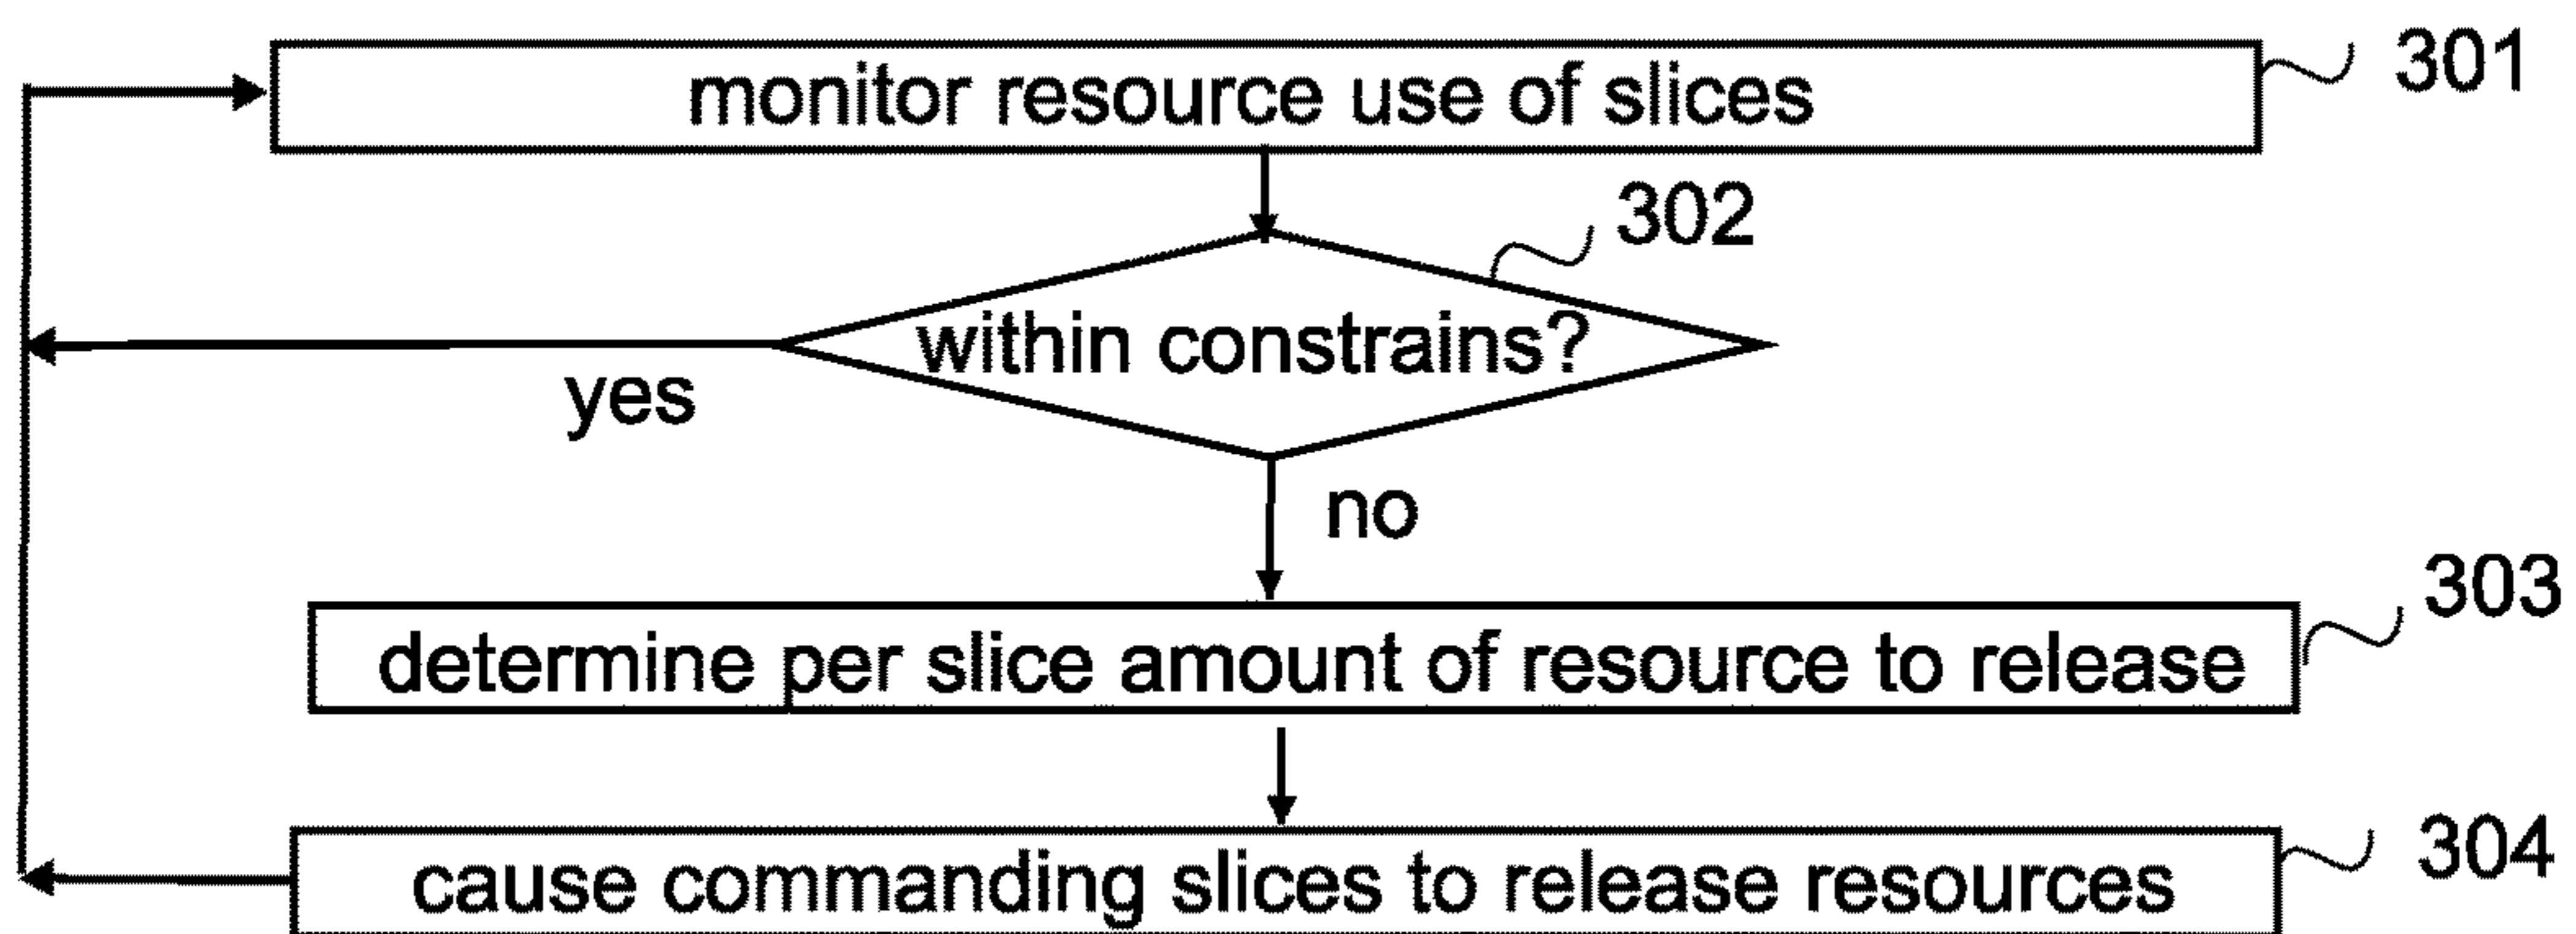 monitor resource use of slices
301
302
within constrains?
yes
no
303
determine per slice amount of resource to release
304
cause commanding slices to release resources